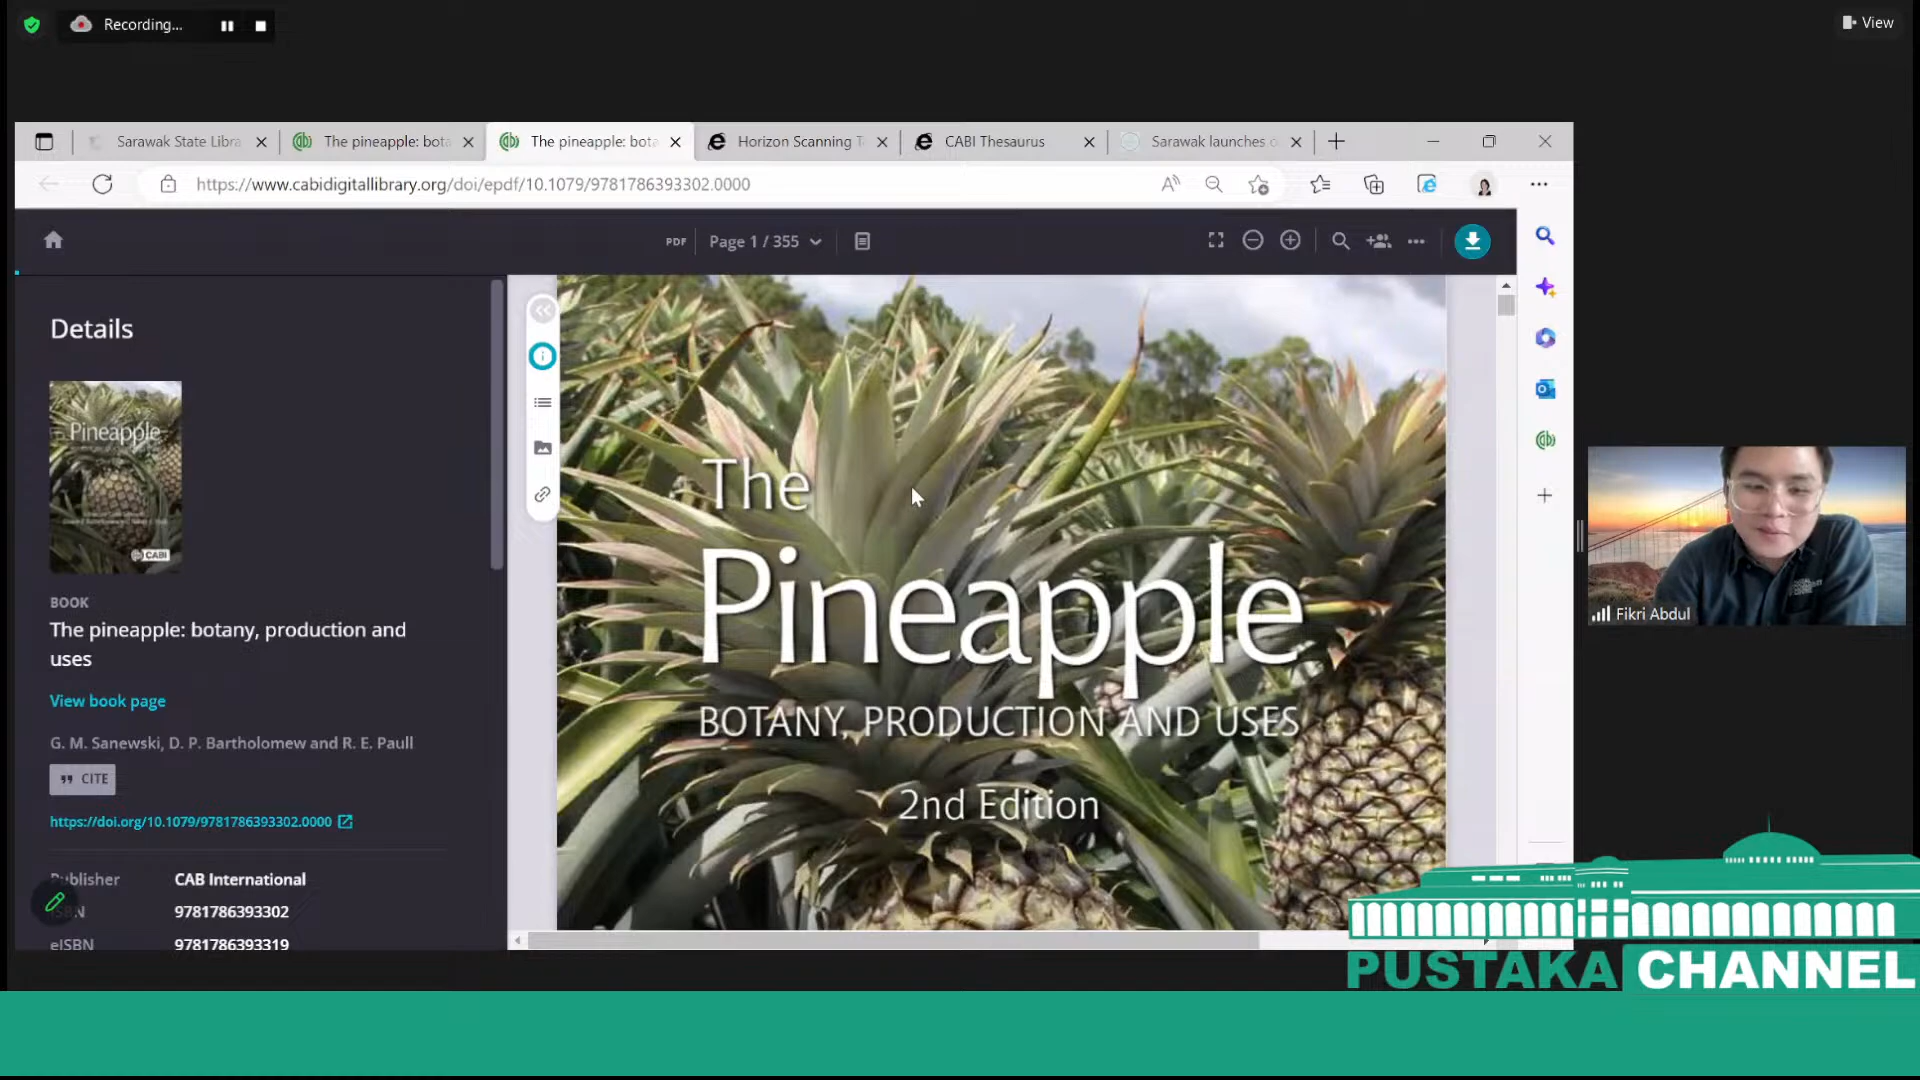 Recording...
View
Sarawak State Libra
The pineapple: bota
The pineapple: bota
Horizon Scanning T
CABI Thesaurus
Sarawak launches o
https://www.cabidigitallibrary.org/doi/epdf/10.1079/9781786393302.0000
PDF
Page 1 / 355
Details
Pineapple
CABI
BOOK
The pineapple: botany, production and
uses
View book page
G. M. Sanewski, D. P. Bartholomew and R. E. Paull
CITE
https://doi.org/10.1079/9781786393302.0000
Publisher CAB International
ISBN 9781786393302
eISBN 9781786393319
The
Pineapple
BOTANY, PRODUCTION AND USES
2nd Edition
Fikri Abdul
PUSTAKA CHANNEL